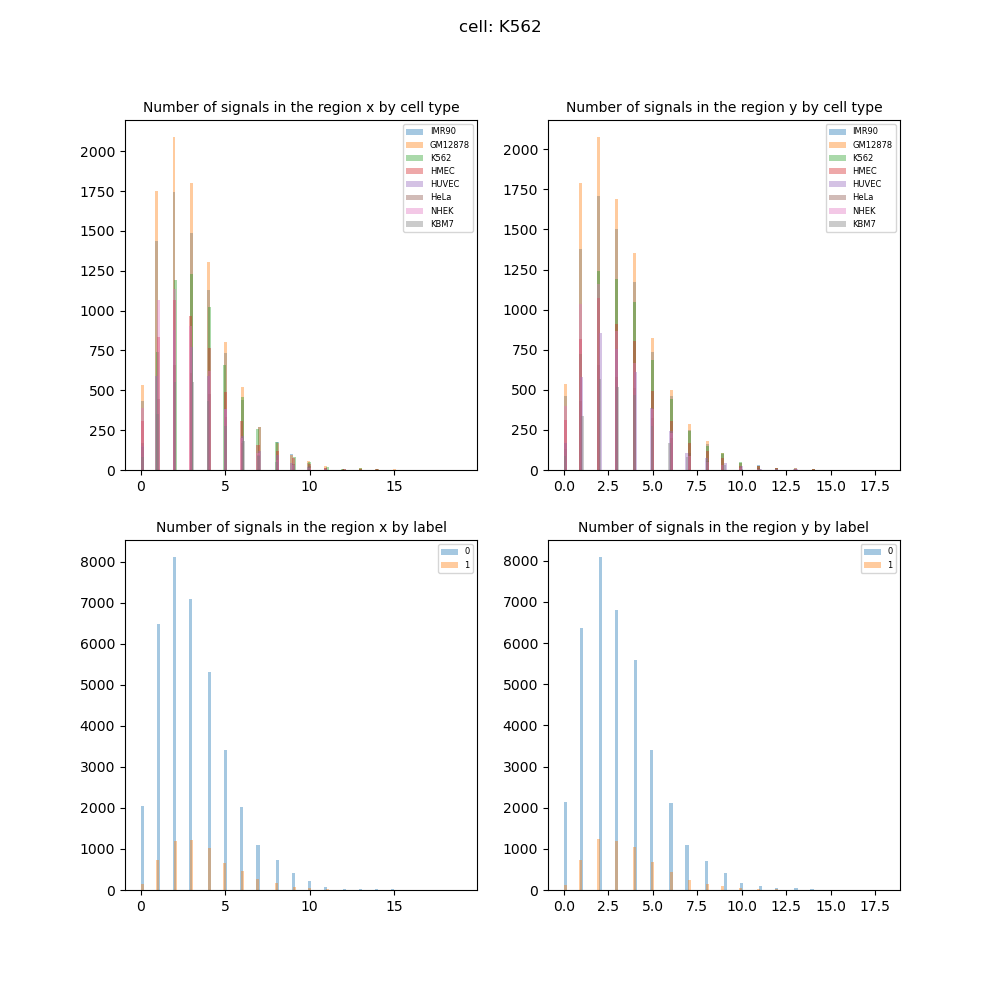 cell: K562
Number of signals in the region x by cell type
2000
1750
1500
1250
1000
750
500
250
0
0 5 10 15
IMR90
GM12878
K562
HMEC
HUVEC
HeLa
NHEK
KBM7
Number of signals in the region y by cell type
2000
1750
1500
1250
1000
750
500
250
0
0.0 2.5 5.0 7.5 10.0 12.5 15.0 17.5
IMR90
GM12878
K562
HMEC
HUVEC
HeLa
NHEK
KBM7
Number of signals in the region x by label
8000
7000
6000
5000
4000
3000
2000
1000
0
0 5 10 15
0
1
Number of signals in the region y by label
8000
7000
6000
5000
4000
3000
2000
1000
0
0.0 2.5 5.0 7.5 10.0 12.5 15.0 17.5
0
1